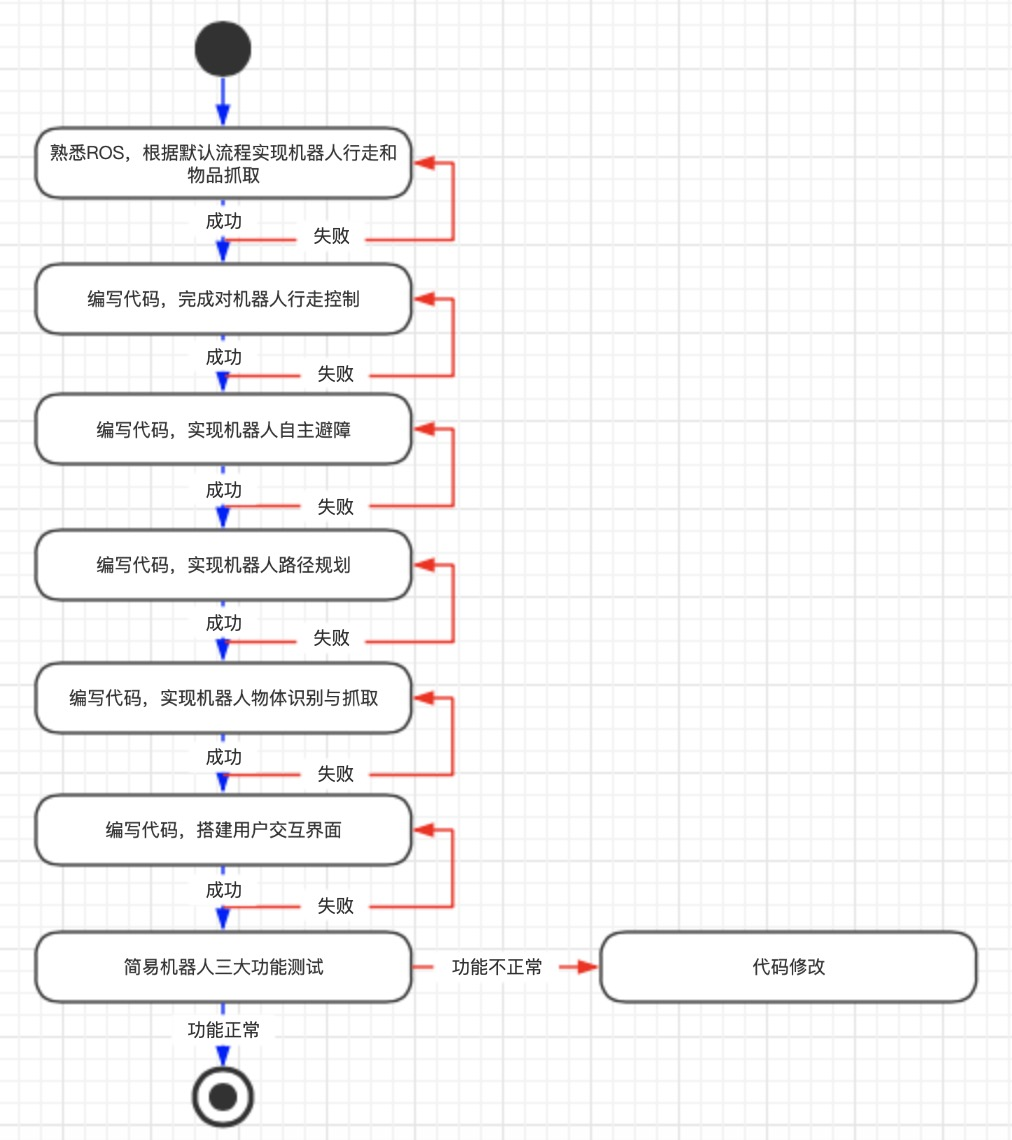 熟悉ROS，根据默认流程实现机器人行走和
物品抓取
成功
失败
编写代码，完成对机器人行走控制
成功
失败
编写代码，实现机器人自主避障
成功
失败
编写代码，实现机器人路径规划
成功
失败
编写代码，实现机器人物体识别与抓取
成功
失败
编写代码，搭建用户交互界面
成功
失败
简易机器人三大功能测试
功能不正常
代码修改
功能正常